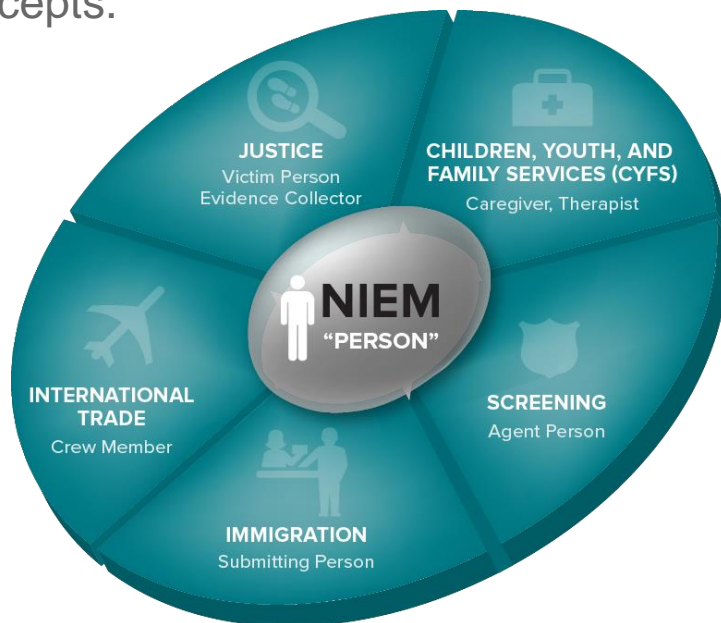 cepts.
JUSTICE
Victim Person
Evidence Collector
CHILDREN, YOUTH, AND
FAMILY SERVICES (CYFS)
Caregiver, Therapist
NIEM
“PERSON”
INTERNATIONAL
TRADE
Crew Member
SCREENING
Agent Person
IMMIGRATION
Submitting Person